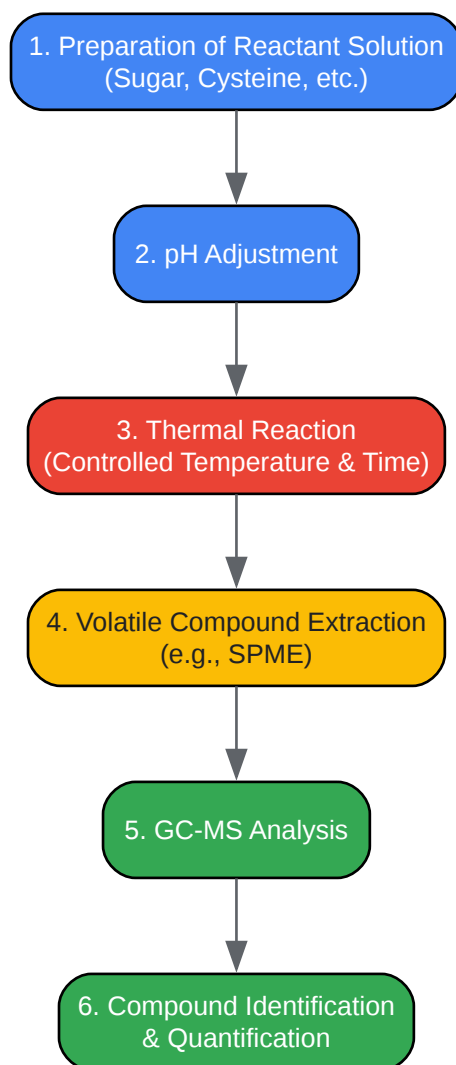 1. Preparation of Reactant Solution
(Sugar, Cysteine, etc.)
2. pH Adjustment
3. Thermal Reaction
(Controlled Temperature & Time)
4. Volatile Compound Extraction
(e.g., SPME)
5. GC-MS Analysis
6. Compound Identification
& Quantification